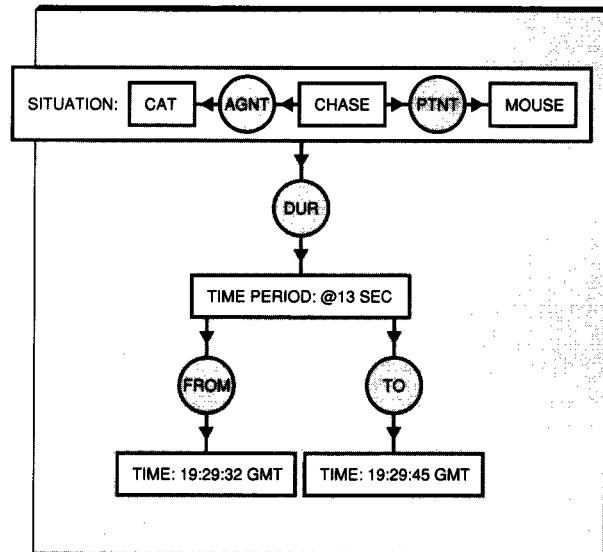 SITUATION: CAT AGNT CHASE PTNT MOUSE
DUR
TIME PERIOD: @13 SEC
FROM TO
TIME: 19:29:32 GMT TIME: 19:29:45 GMT